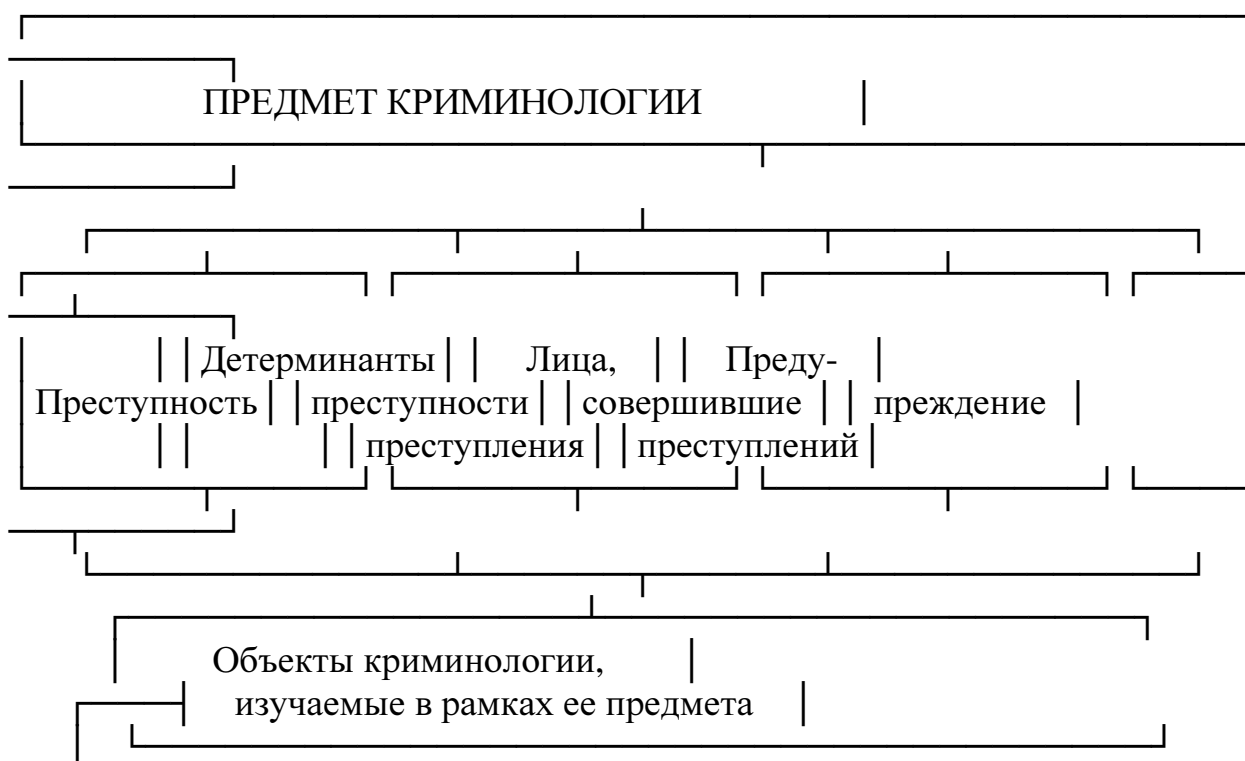 ПРЕДМЕТ КРИМИНОЛОГИИ
Детерминанты Лица, Преду-
Преступность преступности совершившие преждение
преступления преступлений
Объекты криминологии,
изучаемые в рамках ее предмета